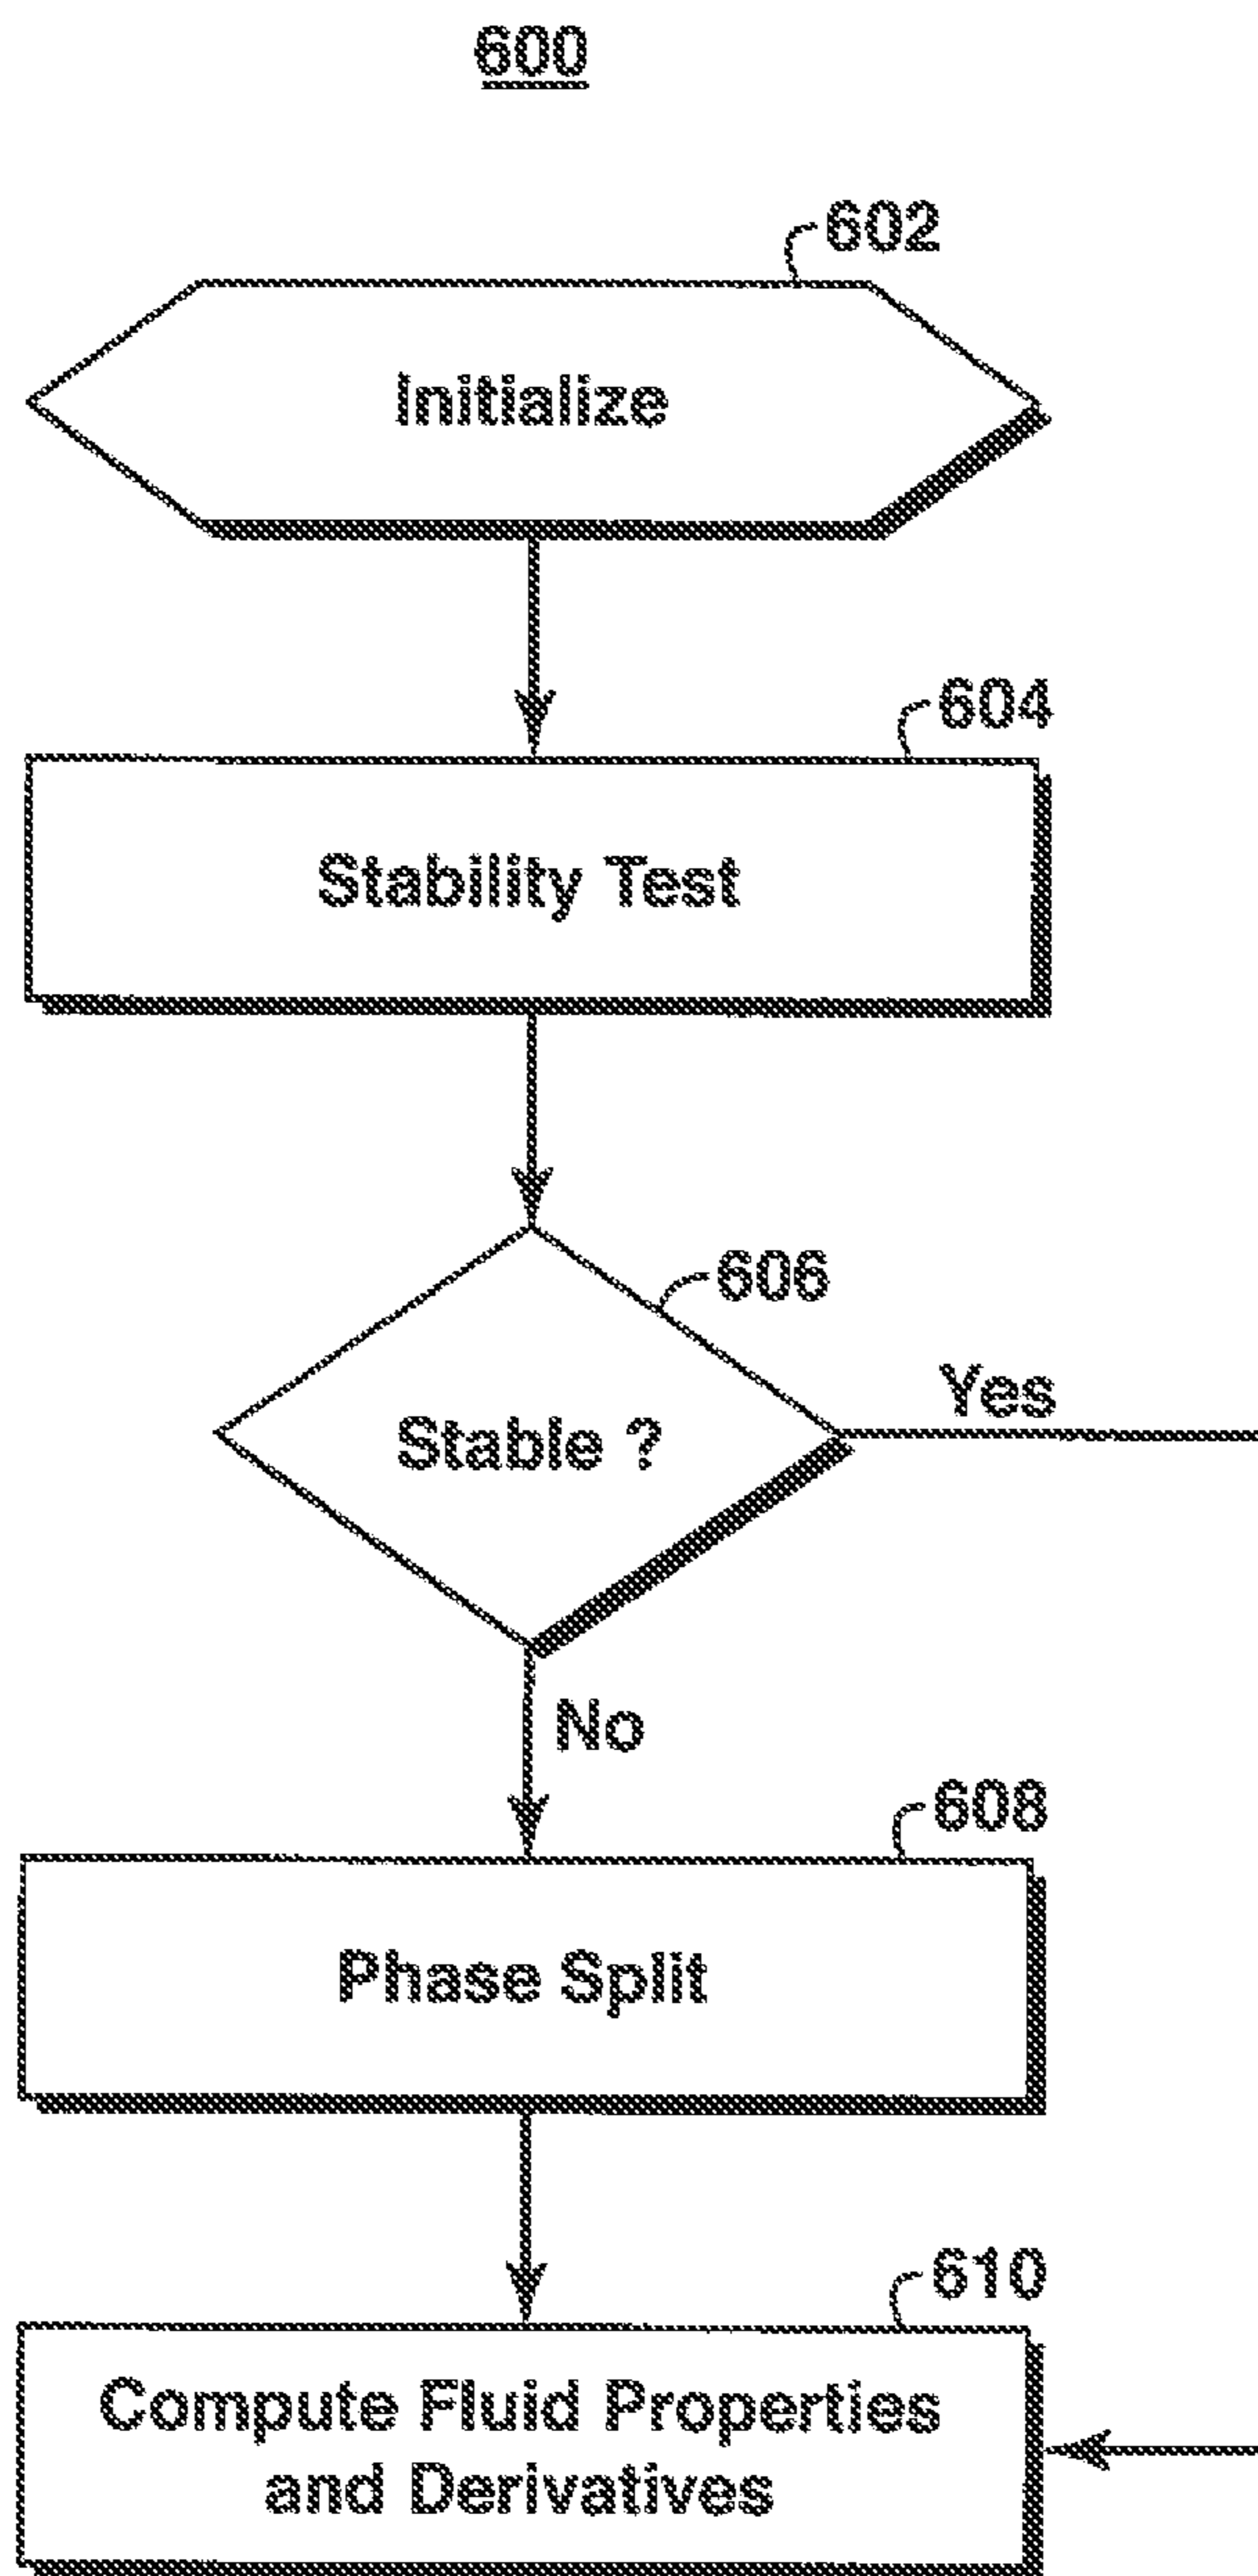 600
602
Initialize
604
Stability Test
606
Stable ?
Yes
No
608
Phase Split
610
Compute Fluid Properties
and Derivatives